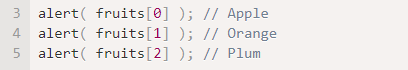 3 alert( fruits[0] ); // Apple
4 alert( fruits[1] ); // Orange
5 alert( fruits[2] ); // Plum